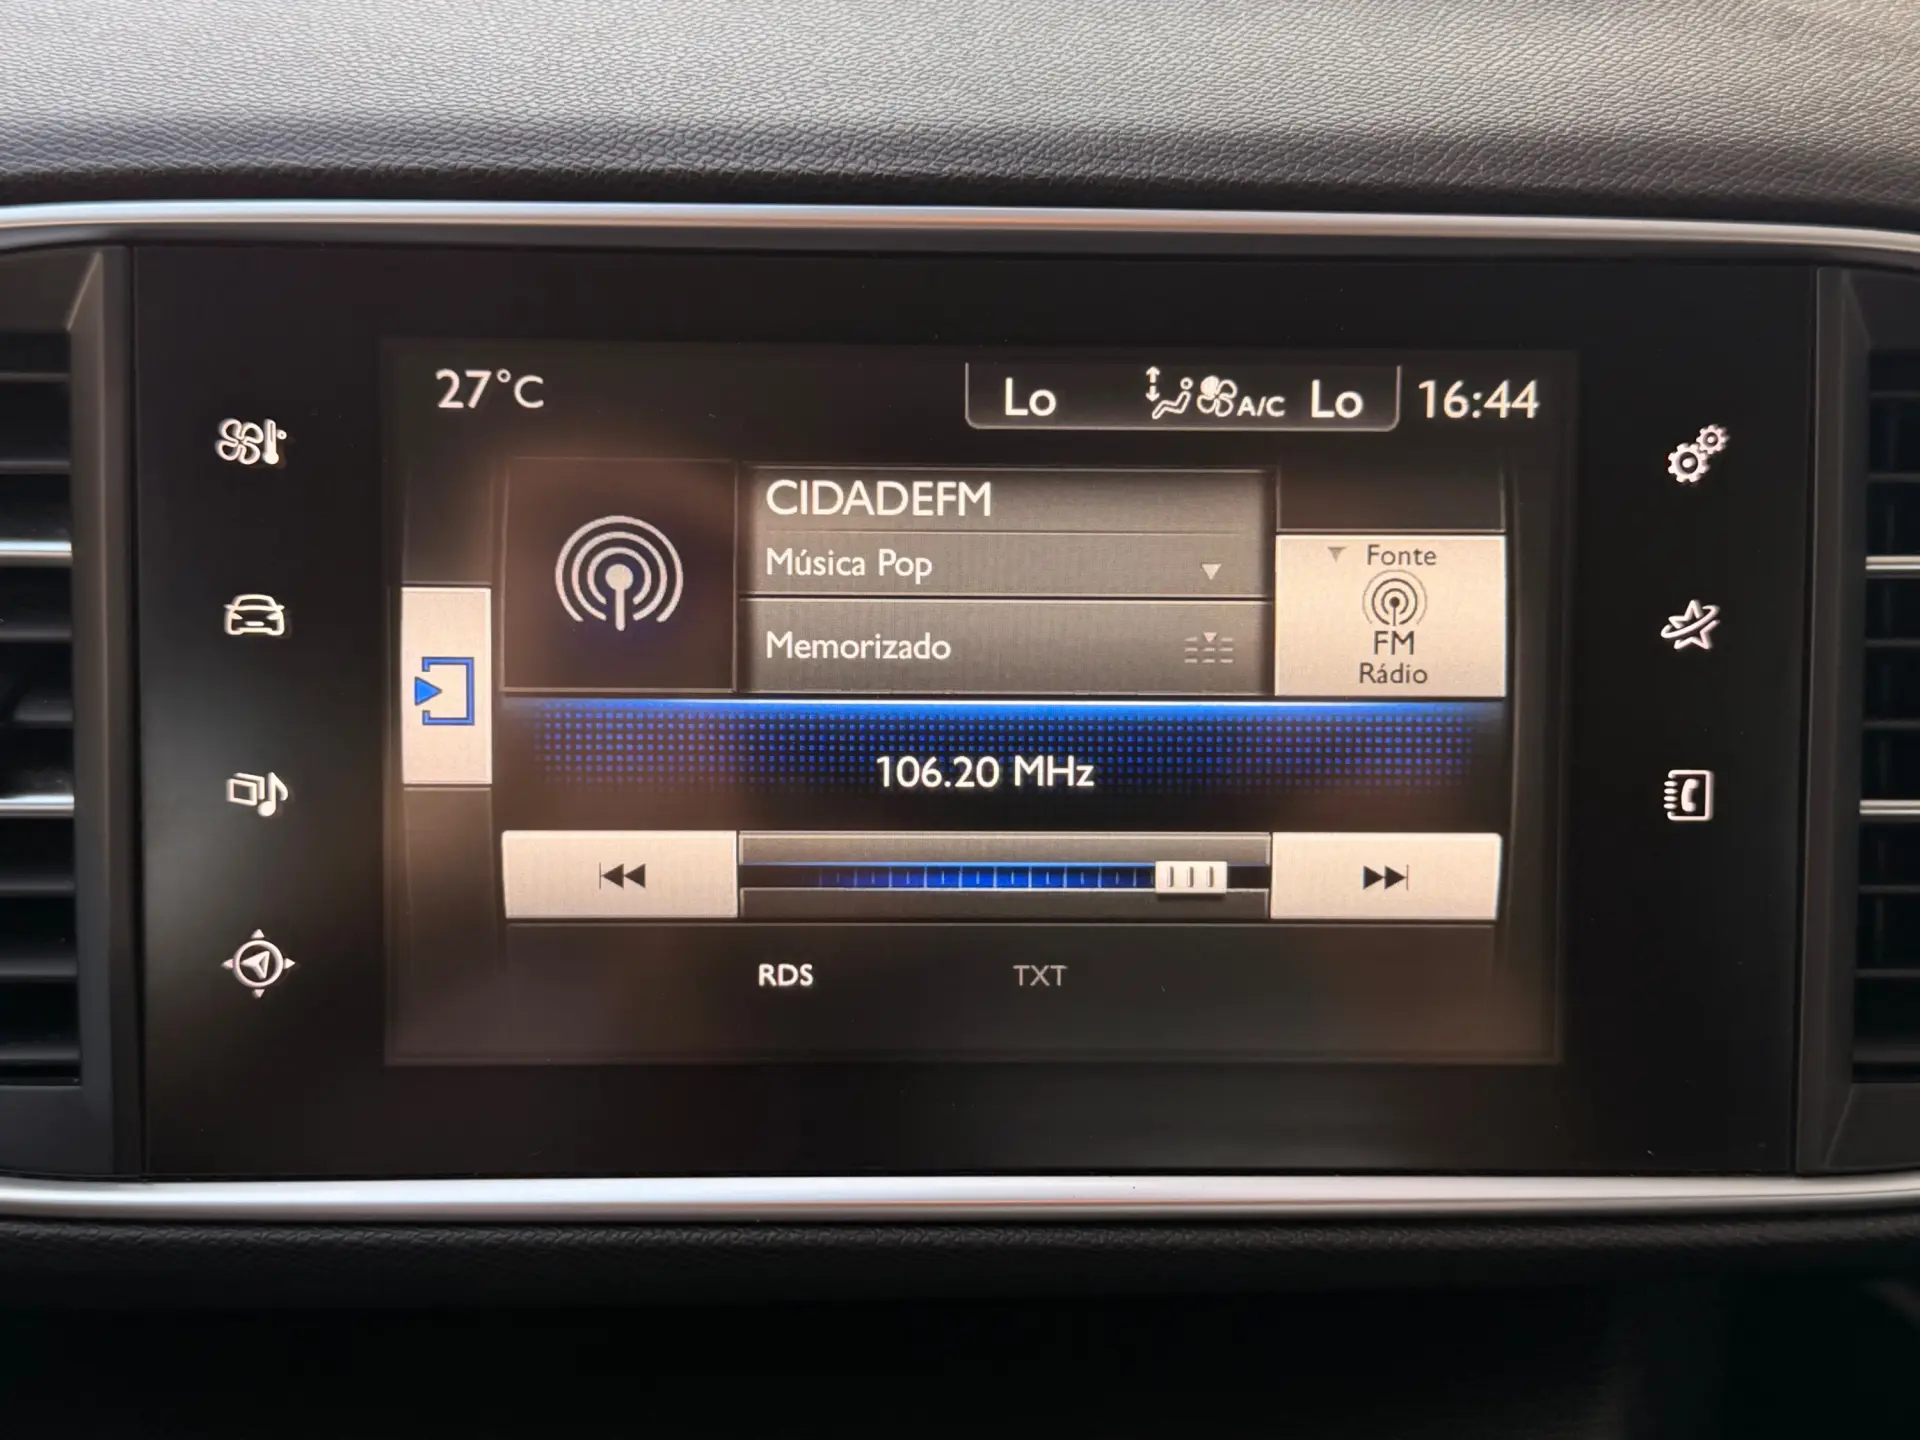 27°C
Lo A/C Lo 16:44
CIDADEFM
Música Pop
Memorizado
Fonte
FM
Rádio
106.20 MHz
RDS TXT